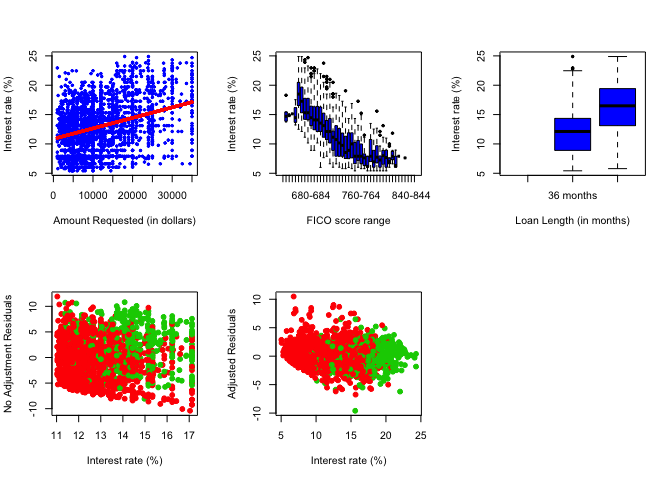 Interest rate (%)
5 10 15 20 25
0 10000 20000 30000
Amount Requested (in dollars)
Interest rate (%)
5 10 15 20 25
680-684 760-764 840-844
FICO score range
Interest rate (%)
5 10 15 20 25
36 months
Loan Length (in months)
No Adjustment Residuals
-10 -5 0 5 10
11 12 13 14 15 16 17
Interest rate (%)
Adjusted Residuals
-10 -5 0 5 10
5 10 15 20 25
Interest rate (%)